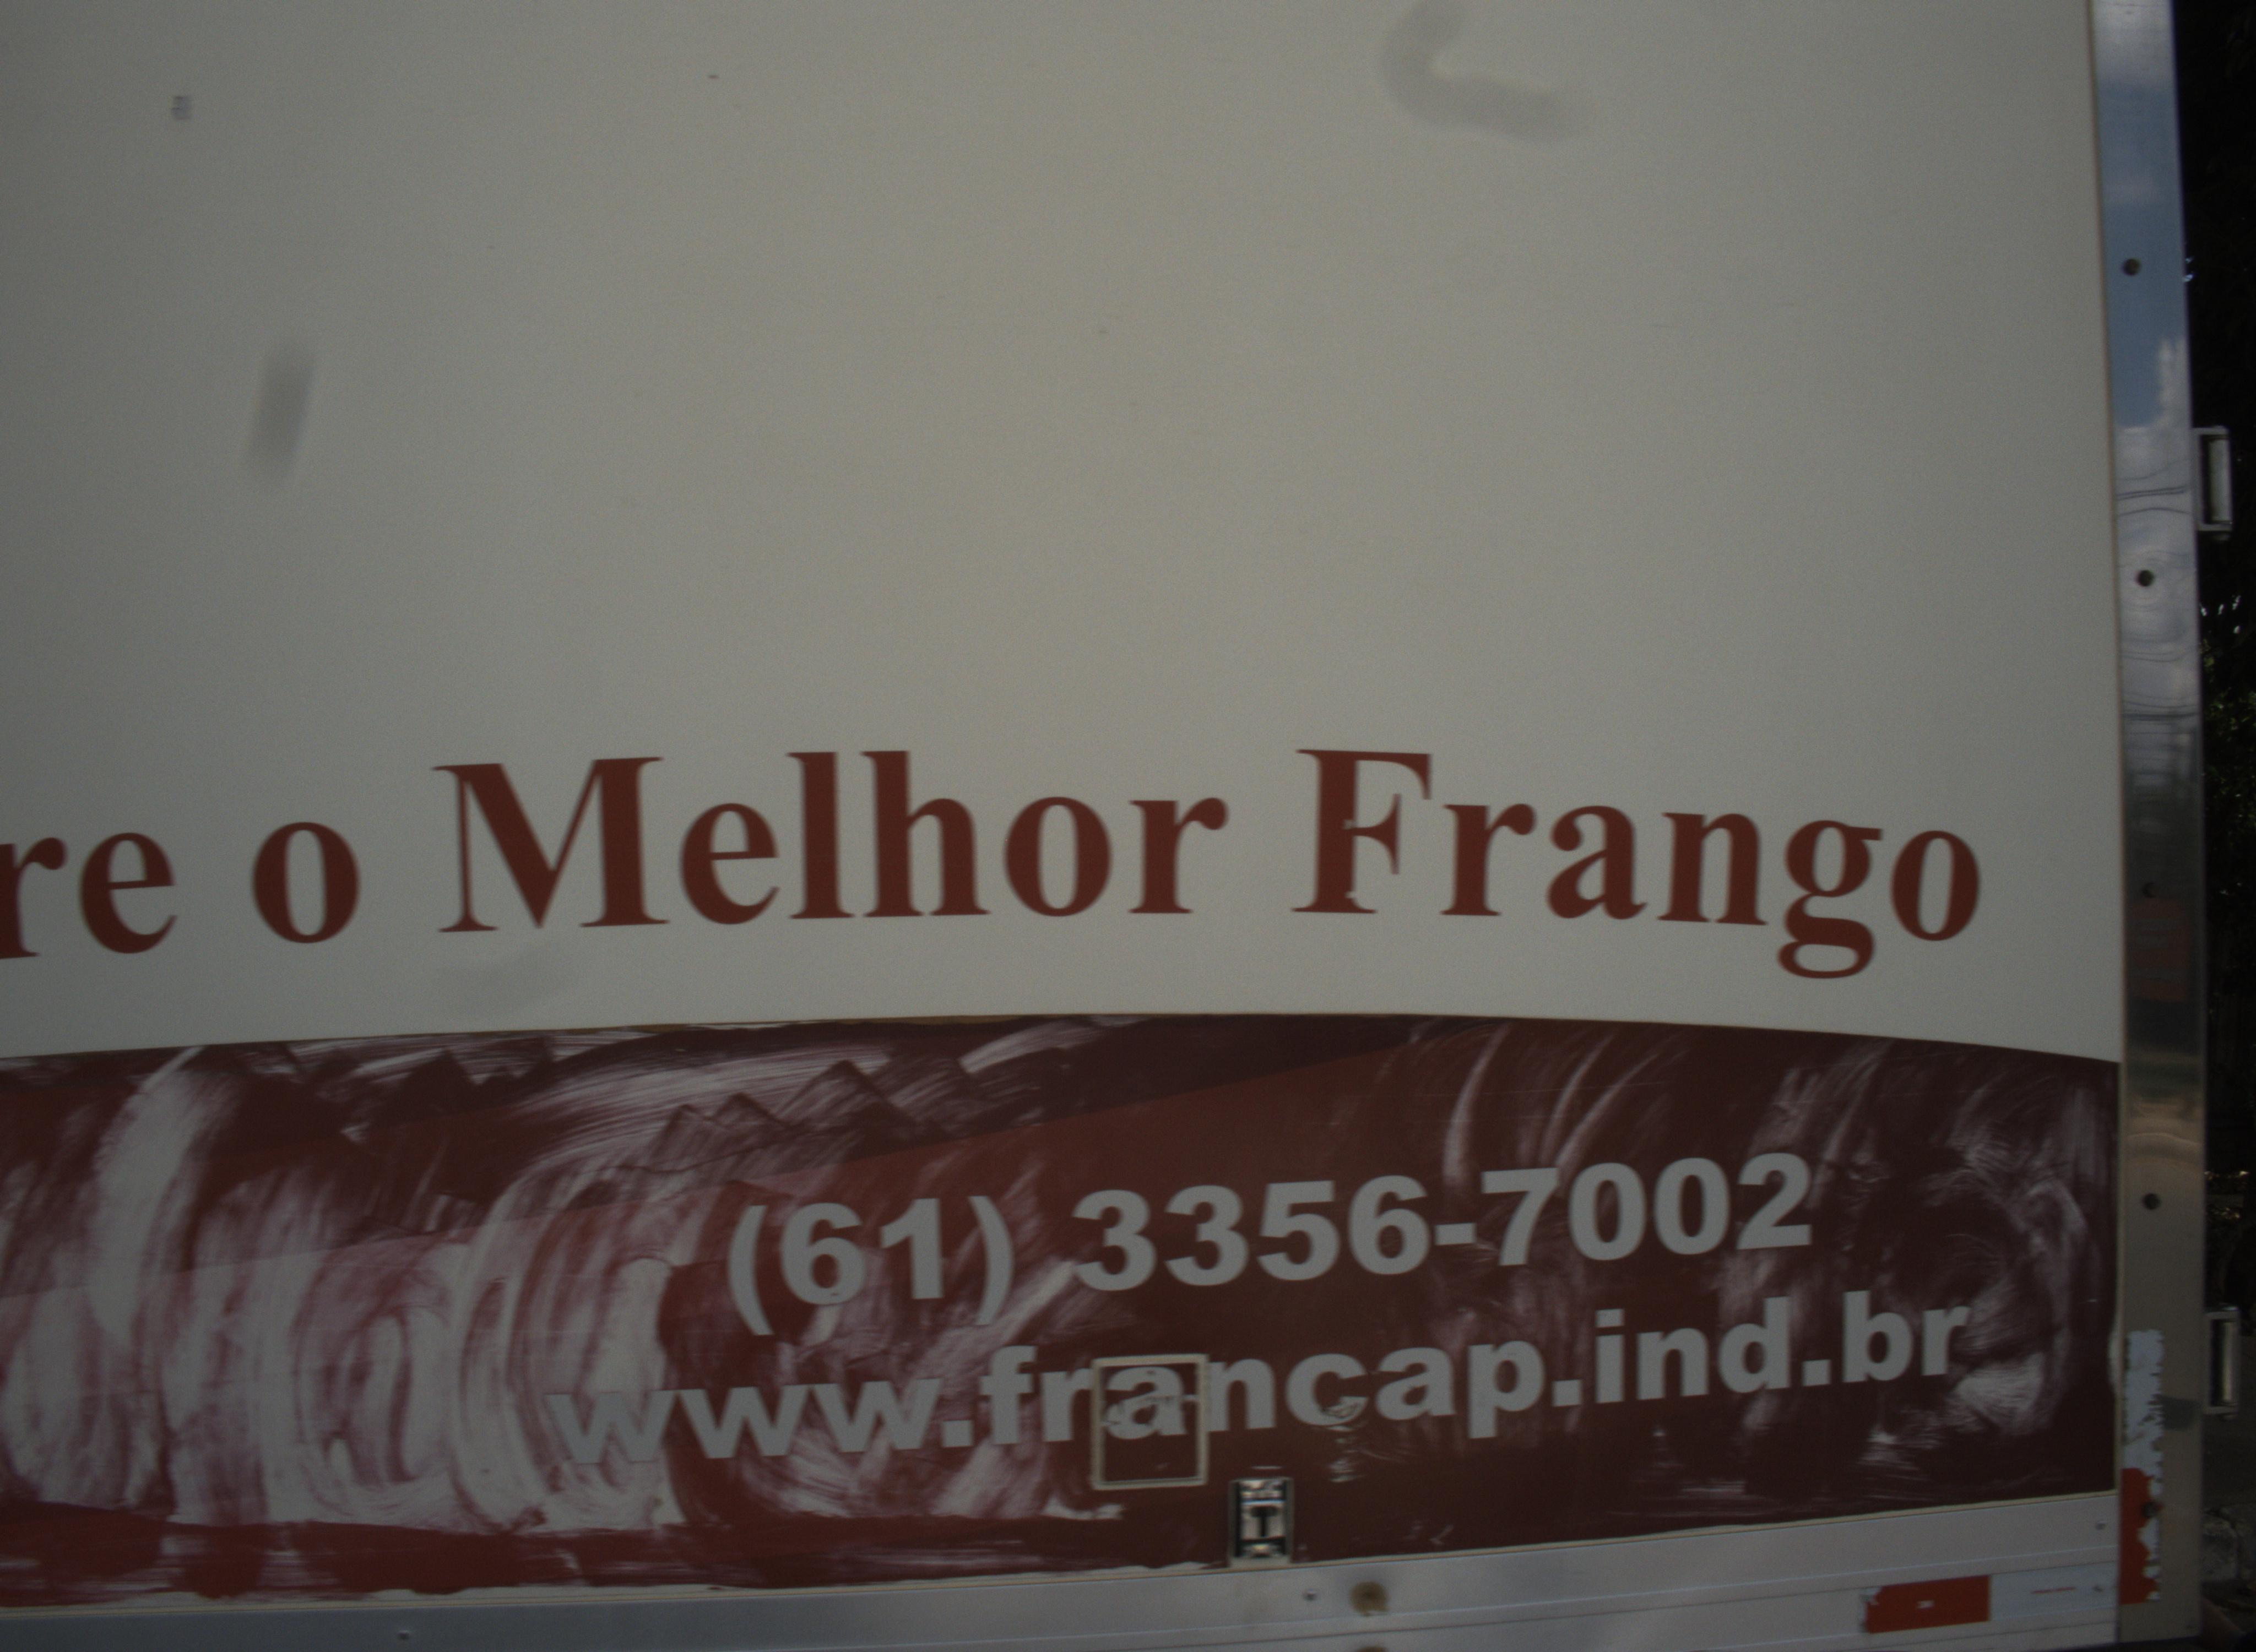 re o Melhor Frango
(61) 3356-7002
www.francap.ind.br